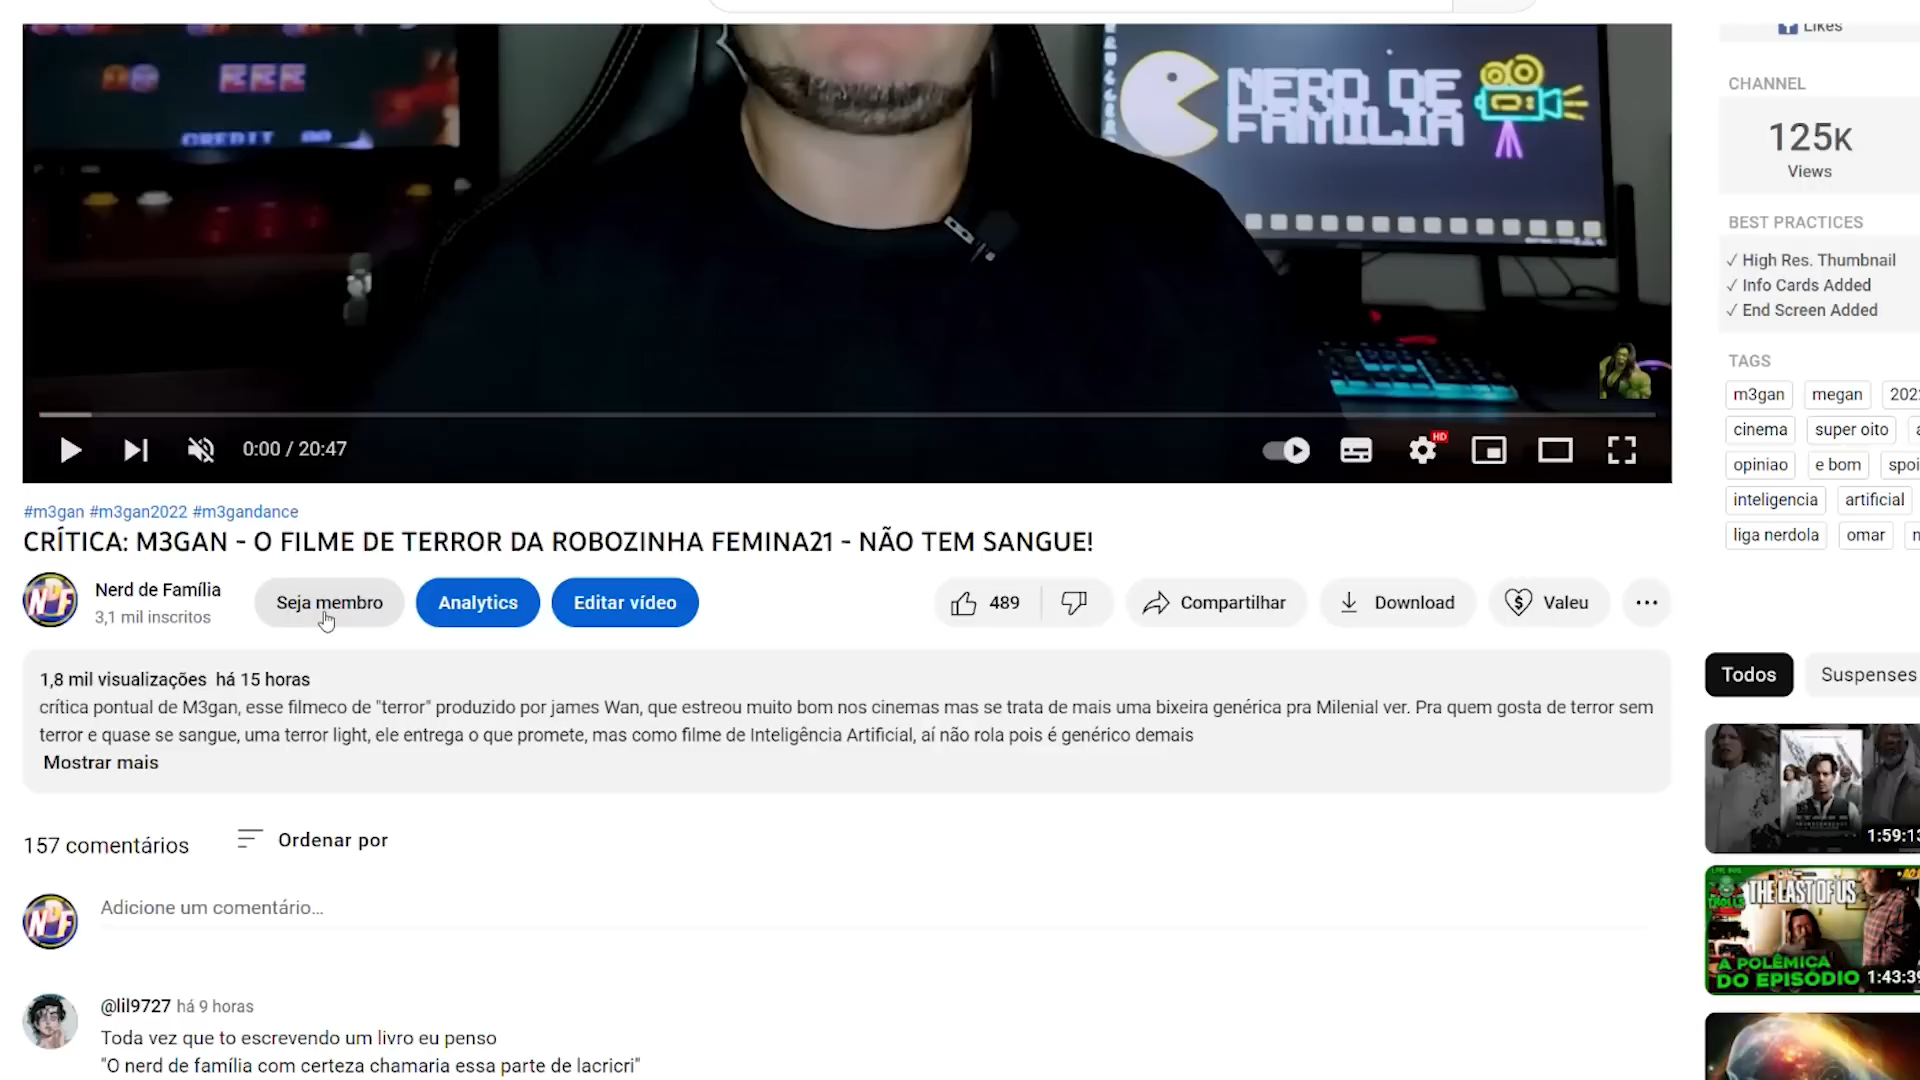 CREDIT
NERD DE
FAMILIA
0:00 / 20:47
HD
#m3gan #m3gan2022 #m3gandance
CRÍTICA: M3GAN - O FILME DE TERROR DA ROBOZINHA FEMINA21 - NÃO TEM SANGUE!
NDF
Nerd de Família
3,1 mil inscritos
Seja membro
Analytics
Editar vídeo
489
Compartilhar
Download
Valeu
1,8 mil visualizações há 15 horas
crítica pontual de M3gan, esse filmeco de "terror" produzido por james Wan, que estreou muito bom nos cinemas mas se trata de mais uma bixeira genérica pra Milenial ver. Pra quem gosta de terror sem
terror e quase se sangue, uma terror light, ele entrega o que promete, mas como filme de Inteligência Artificial, aí não rola pois é genérico demais
Mostrar mais
157 comentários
Ordenar por
NDF
Adicione um comentário...
@lil9727 há 9 horas
Toda vez que to escrevendo um livro eu penso
"O nerd de família com certeza chamaria essa parte de lacricri"
Likes
CHANNEL
125K
Views
BEST PRACTICES
✓ High Res. Thumbnail
✓ Info Cards Added
✓ End Screen Added
TAGS
m3gan megan 202
cinema super oito
opiniao e bom spoi
inteligencia artificial
liga nerdola omar
Todos
Suspenses
1:59:1
THE LAST OF US
A POLÊMICA
DO EPISÓDIO
1:43:3